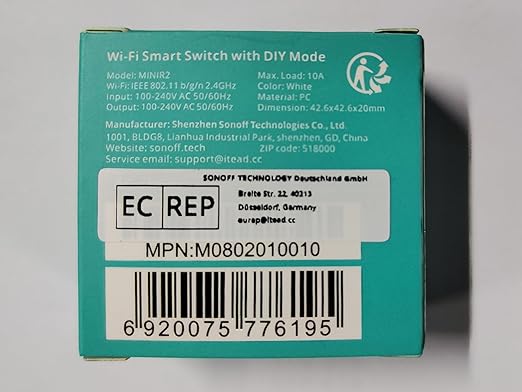 Wi-Fi Smart Switch with DIY Mode
Model: MINIR2
Max. Load: 10A
Wi-Fi: IEEE 802.11 b/g/n 2.4GHz
Color: White
Input: 100-240V AC 50/60Hz
Material: PC
Output: 100-240V AC 50/60Hz
Dimension: 42.6x42.6x20mm
Manufacturer: Shenzhen Sonoff Technologies Co., Ltd.
1001, BLDG8, Lianhua Industrial Park, shenzhen, GD, China
Website: sonoff.tech
ZIP code: 518000
Service email: support@itead.cc
EC REP
SONOFF TECHNOLOGY Deutschland GmbH
Breite Str. 22, 40213
Düsseldorf, Germany
eurep@itead.cc
MPN:M0802010010
6 920075 776195